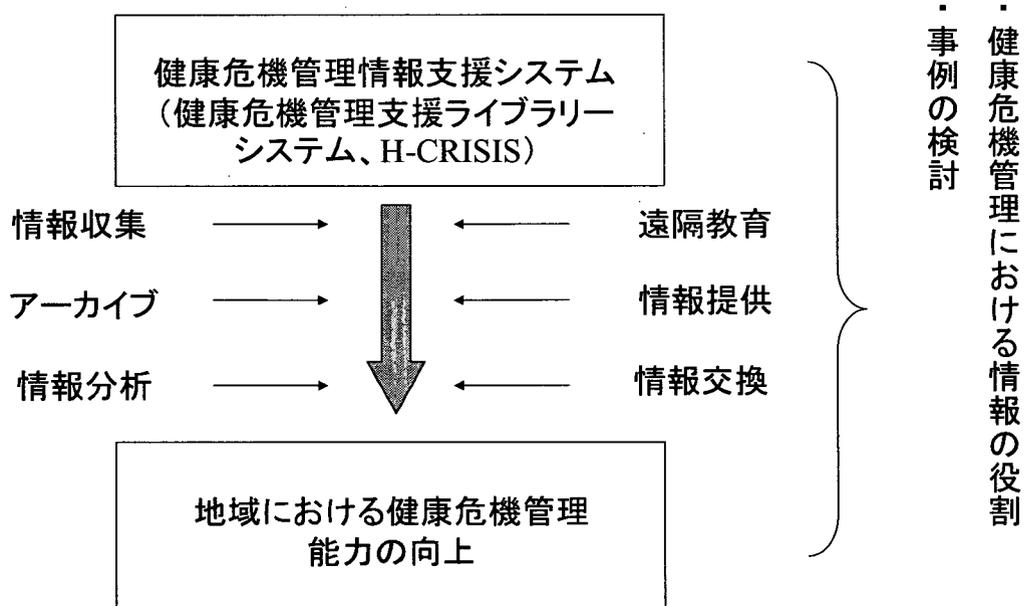 健康危機管理情報支援システム
（健康危機管理支援ライブラリー
システム、H-CRISIS）
情報収集
遠隔教育
アーカイブ
情報提供
情報分析
情報交換
地域における健康危機管理
能力の向上
・健康危機管理における情報の役割
・事例の検討